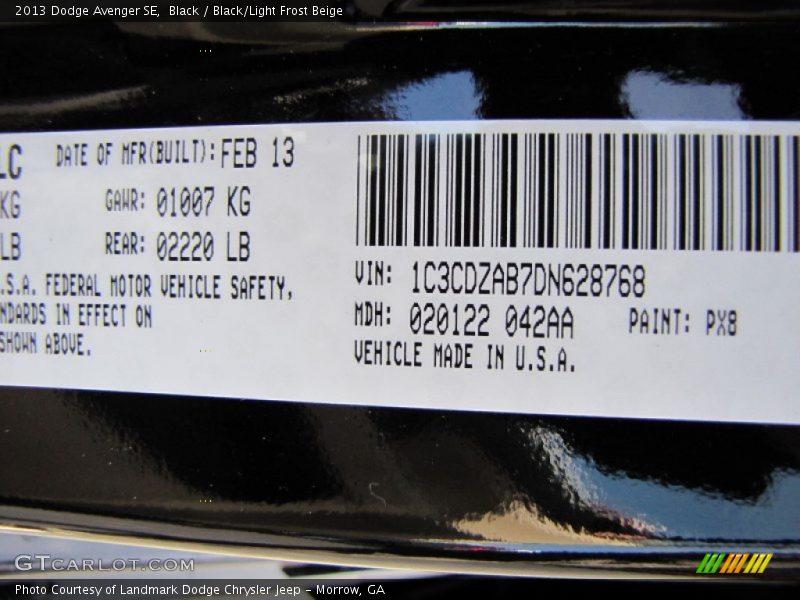 2013 Dodge Avenger SE,  Black / Black/Light Frost Beige
LC DATE OF MFR(BUILT): FEB 13
KG GAWR: 01007 KG
LB REAR: 02220 LB
.S.A. FEDERAL MOTOR VEHICLE SAFETY,
NDARDS IN EFFECT ON
SHOWN ABOVE.
VIN: 1C3CDZAB7DN628768
MDH: 020122 042AA PAINT: PX8
VEHICLE MADE IN U.S.A.
GTCARLOT.COM
Photo Courtesy of Landmark Dodge Chrysler Jeep – Morrow, GA